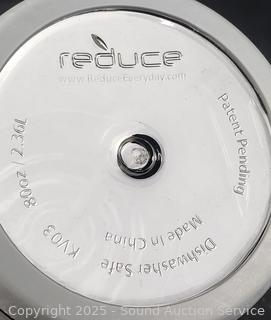 reduce
www.ReduceEveryday.com
Patent Pending
Dishwasher Safe
Made in China
KV03
80oz / 2.36L
Copyright © 2025 - Sound Auction Service